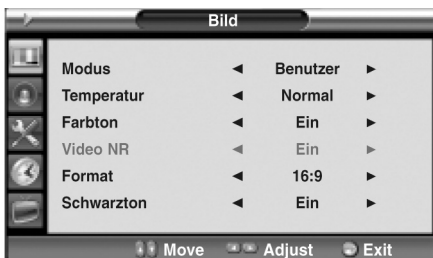 Bild
Modus ◄ Benutzer ►
Temperatur ◄ Normal ►
Farbton ◄ Ein ►
Video NR ◄ Ein ►
Format ◄ 16:9 ►
Schwarzton ◄ Ein ►
Move Adjust Exit